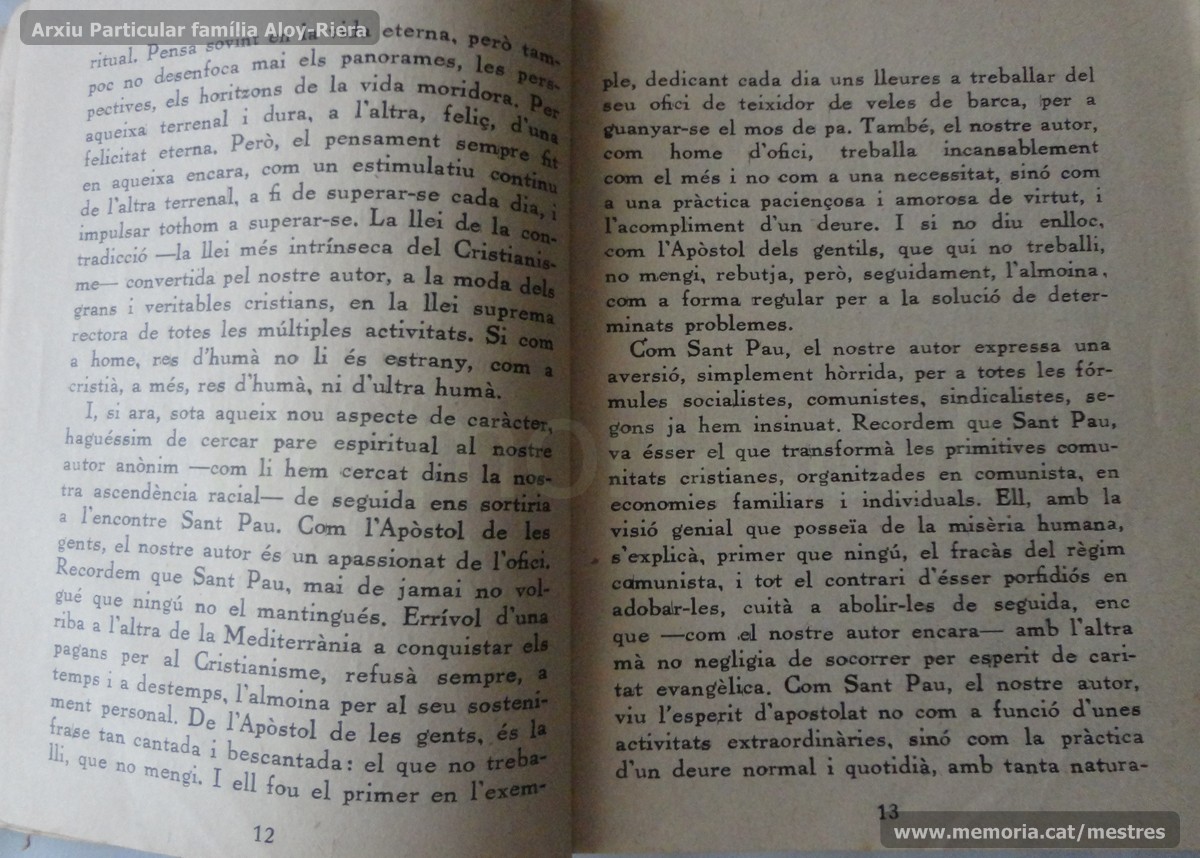 Arxiu Particular família Aloy-Riera
ritual. Pensa sovint en la vida eterna, però tam-
poc no desenfoca mai els panorames, les pers-
pectives, els horitzons de la vida moridora. Per
aqueixa terrenal i dura, a l'altra, feliç, d'una
felicitat eterna. Però, el pensament sempre fit
en aqueixa encara, com un estimulatiu continu
de l'altra terrenal, a fi de superar-se cada dia, i
impulsar tothom a superar-se. La llei de la con-
tradicció —la llei més intrínseca del Cristianis-
me— convertida pel nostre autor, a la moda dels
grans i veritables cristians, en la llei suprema
rectora de totes les múltiples activitats. Si com
a home, res d'humà no li és estrany, com a
cristià, a més, res d'humà, ni d'ultra humà.
I, si ara, sota aqueix nou aspecte de caràcter,
haguéssim de cercar pare espiritual al nostre
autor anònim —com li hem cercat dins la nos-
tra ascendència racial— de seguida ens sortiria
a l'encontre Sant Pau. Com l'Apòstol de les
gents, el nostre autor és un apassionat de l'ofici.
Recordem que Sant Pau, mai de jamai no vol-
gué que ningú no el mantingués. Errívol d'una
riba a l'altra de la Mediterrània a conquistar els
pagans per al Cristianisme, refusà sempre, a
temps i a destemps, l'almoina per al seu sosteni-
ment personal. De l'Apòstol de les gents, és la
frase tan cantada i bescantada: el que no treba-
lli, que no mengi. I ell fou el primer en l'exem-
12
ple, dedicant cada dia uns lleures a treballar del
seu ofici de teixidor de veles de barca, per a
guanyar-se el mos de pa. També, el nostre autor,
com home d'ofici, treballa incansablement
com el més i no com a una necessitat, sinó com
a una pràctica paciençosa i amorosa de virtut, i
l'acompliment d'un deure. I si no diu enlloc,
com l'Apòstol dels gentils, que qui no treballi,
no mengi, rebutja, però, seguidament, l'almoina,
com a forma regular per a la solució de deter-
minats problemes.
Com Sant Pau, el nostre autor expressa una
aversió, simplement hòrrida, per a totes les fór-
mules socialistes, comunistes, sindicalistes, se-
gons ja hem insinuat. Recordem que Sant Pau,
va ésser el que transformà les primitives comu-
nitats cristianes, organitzades en comunista, en
economies familiars i individuals. Ell, amb la
visió genial que posseïa de la misèria humana,
s'explicà, primer que ningú, el fracàs del règim
comunista, i tot el contrari d'ésser porfidiós en
adobar-les, cuità a abolir-les de seguida, enc
que —com el nostre autor encara— amb l'altra
mà no negligia de socorrer per esperit de cari-
tat evangèlica. Com Sant Pau, el nostre autor,
viu l'esperit d'apostolat no com a funció d'unes
activitats extraordinàries, sinó com la pràctica
d'un deure normal i quotidià, amb tanta natura-
13
www.memoria.cat/mestres